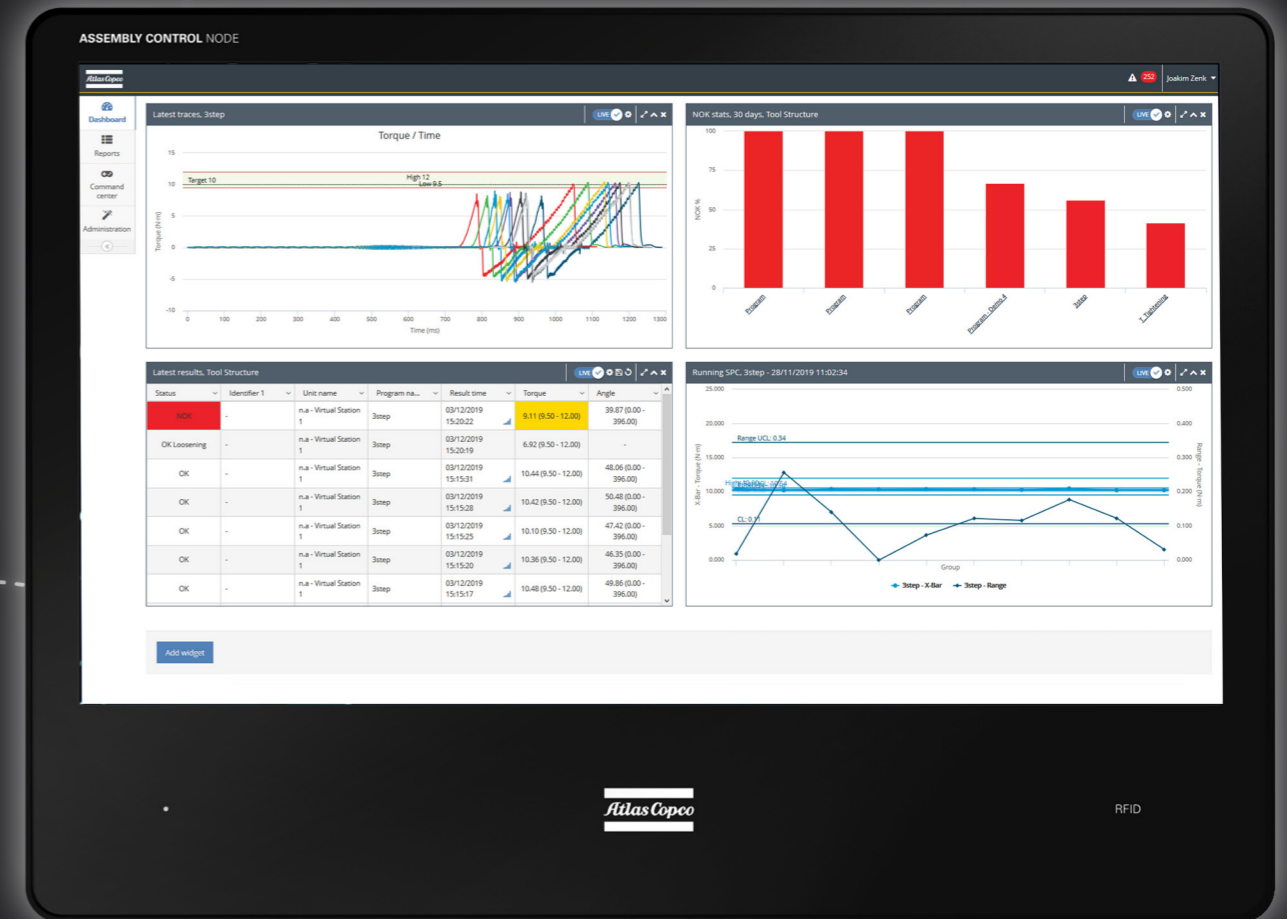 ASSEMBLY CONTROL NODE
Atlas Copco
252
Joakim Zenk
Dashboard
Reports
Command
center
Administration
Latest traces, 3step
LIVE
Torque / Time
15
10
5
0
-5
-10
Torque (N·m)
Target 10
High 12
Low 9.5
0 100 200 300 400 500 600 700 800 900 1000 1100 1200 1300
Time (ms)
NOK stats, 30 days, Tool Structure
LIVE
100
75
50
25
0
NOK %
Program
Program
Program
Program - Demo 4
3step
T_Tightening
Latest results, Tool Structure
LIVE
Status Identifier 1 Unit name Program na... Result time Torque Angle
NOK - n.a - Virtual Station 3step 03/12/2019 9.11 (9.50 - 12.00) 39.87 (0.00 -
1 15:20:22 396.00)
OK Loosening - n.a - Virtual Station 3step 03/12/2019 6.92 (9.50 - 12.00) -
1 15:20:19
OK - n.a - Virtual Station 3step 03/12/2019 10.44 (9.50 - 12.00) 48.06 (0.00 -
1 15:15:31 396.00)
OK - n.a - Virtual Station 3step 03/12/2019 10.42 (9.50 - 12.00) 50.48 (0.00 -
1 15:15:28 396.00)
OK - n.a - Virtual Station 3step 03/12/2019 10.10 (9.50 - 12.00) 47.42 (0.00 -
1 15:15:25 396.00)
OK - n.a - Virtual Station 3step 03/12/2019 10.36 (9.50 - 12.00) 46.35 (0.00 -
1 15:15:20 396.00)
OK - n.a - Virtual Station 3step 03/12/2019 10.48 (9.50 - 12.00) 49.86 (0.00 -
1 15:15:17 396.00)
Running SPC, 3step - 28/11/2019 11:02:34
LIVE
25.000
20.000
15.000
10.000
5.000
0.000
X-Bar - Torque (N·m)
Range UCL: 0.34
CL: 0.11
0.500
0.400
0.300
0.200
0.100
0.000
Range - Torque (N·m)
Group
3step - X-Bar 3step - Range
Add widget
Atlas Copco
RFID